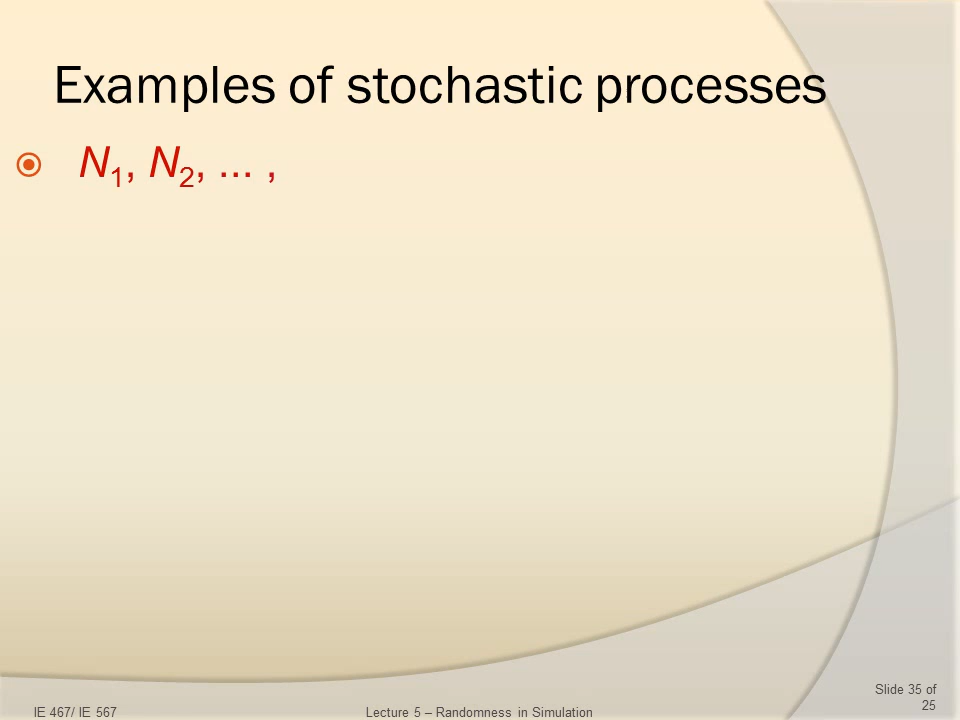 Examples of stochastic processes
N1, N2, ... ,
Slide 35 of
25
IE 467/ IE 567
Lecture 5 – Randomness in Simulation